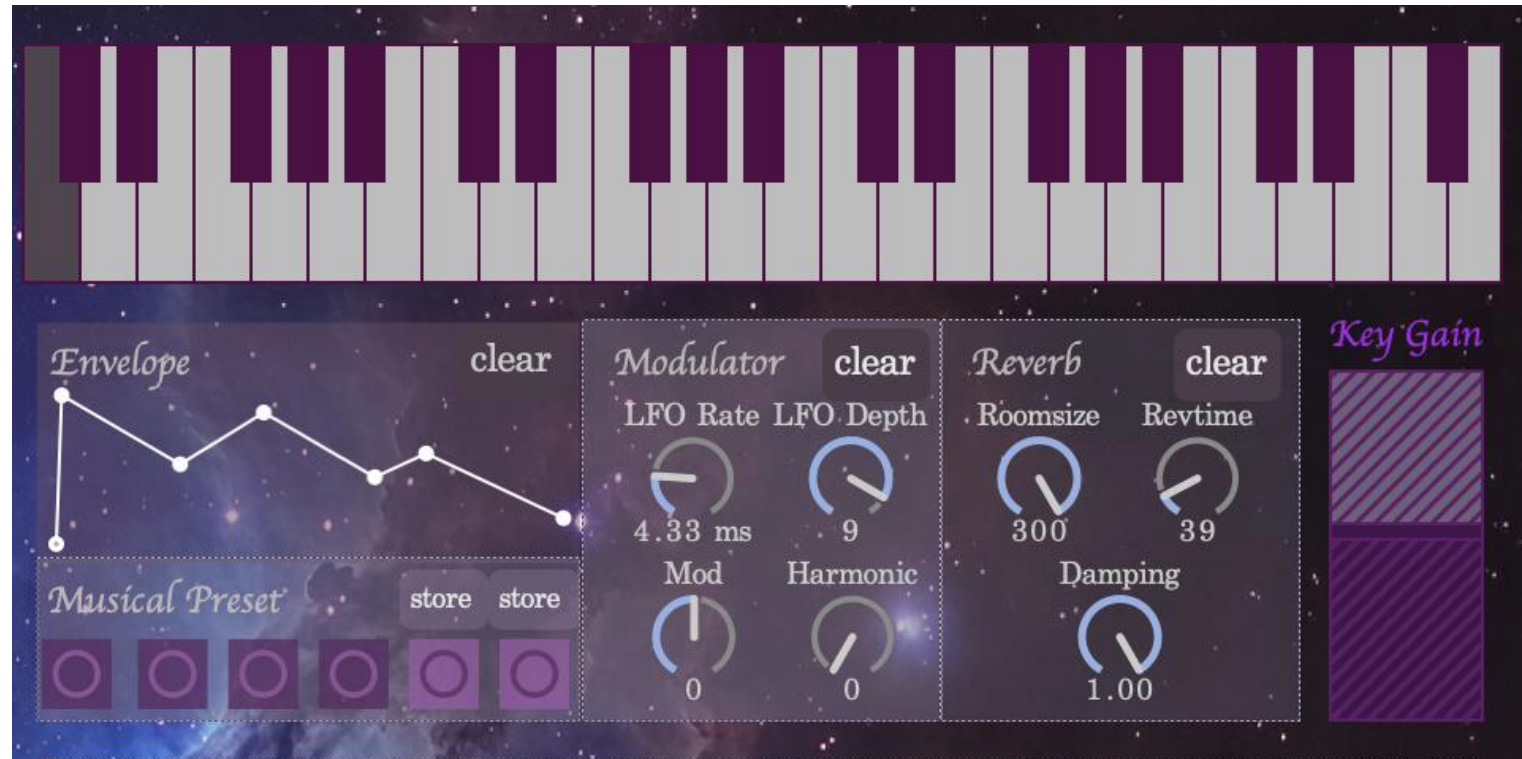 Envelope
clear
Musical Preset
store
store
Modulator
clear
LFO Rate
LFO Depth
4.33 ms
9
Mod
Harmonic
0
0
Reverb
clear
Roomsize
Revtime
300
39
Damping
1.00
Key Gain